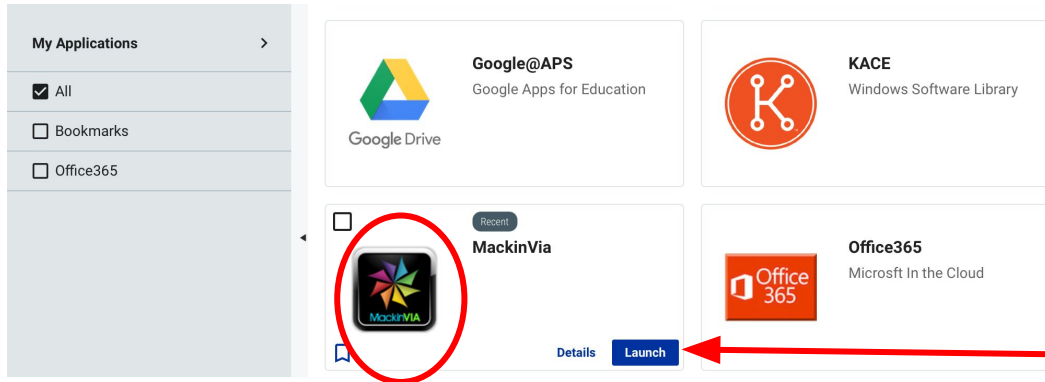 My Applications
All
Bookmarks
Office365
Google Drive
Google@APS
Google Apps for Education
KACE
Windows Software Library
K
Recent
MackinVia
MackinVIA
Details
Launch
Office
365
Office365
Microsft In the Cloud